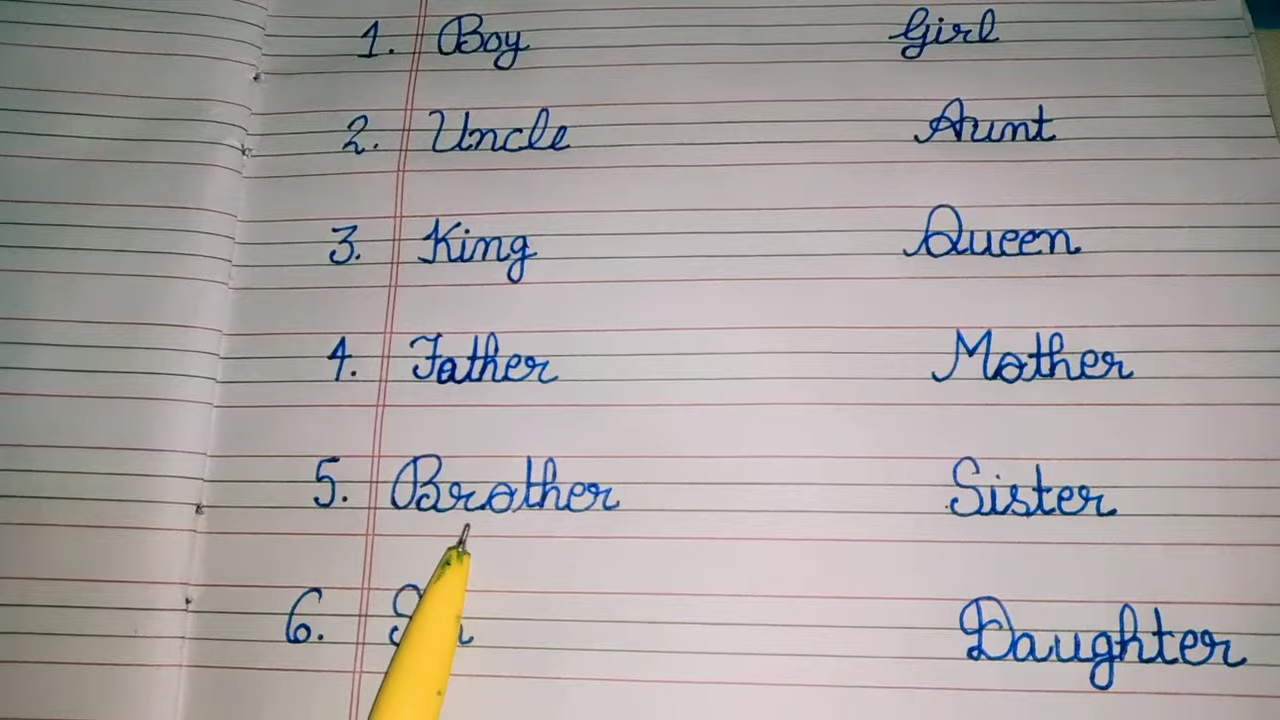 1. Boy Girl
2. Uncle Aunt
3. King Queen
4. Father Mother
5. Brother Sister
6. Daughter